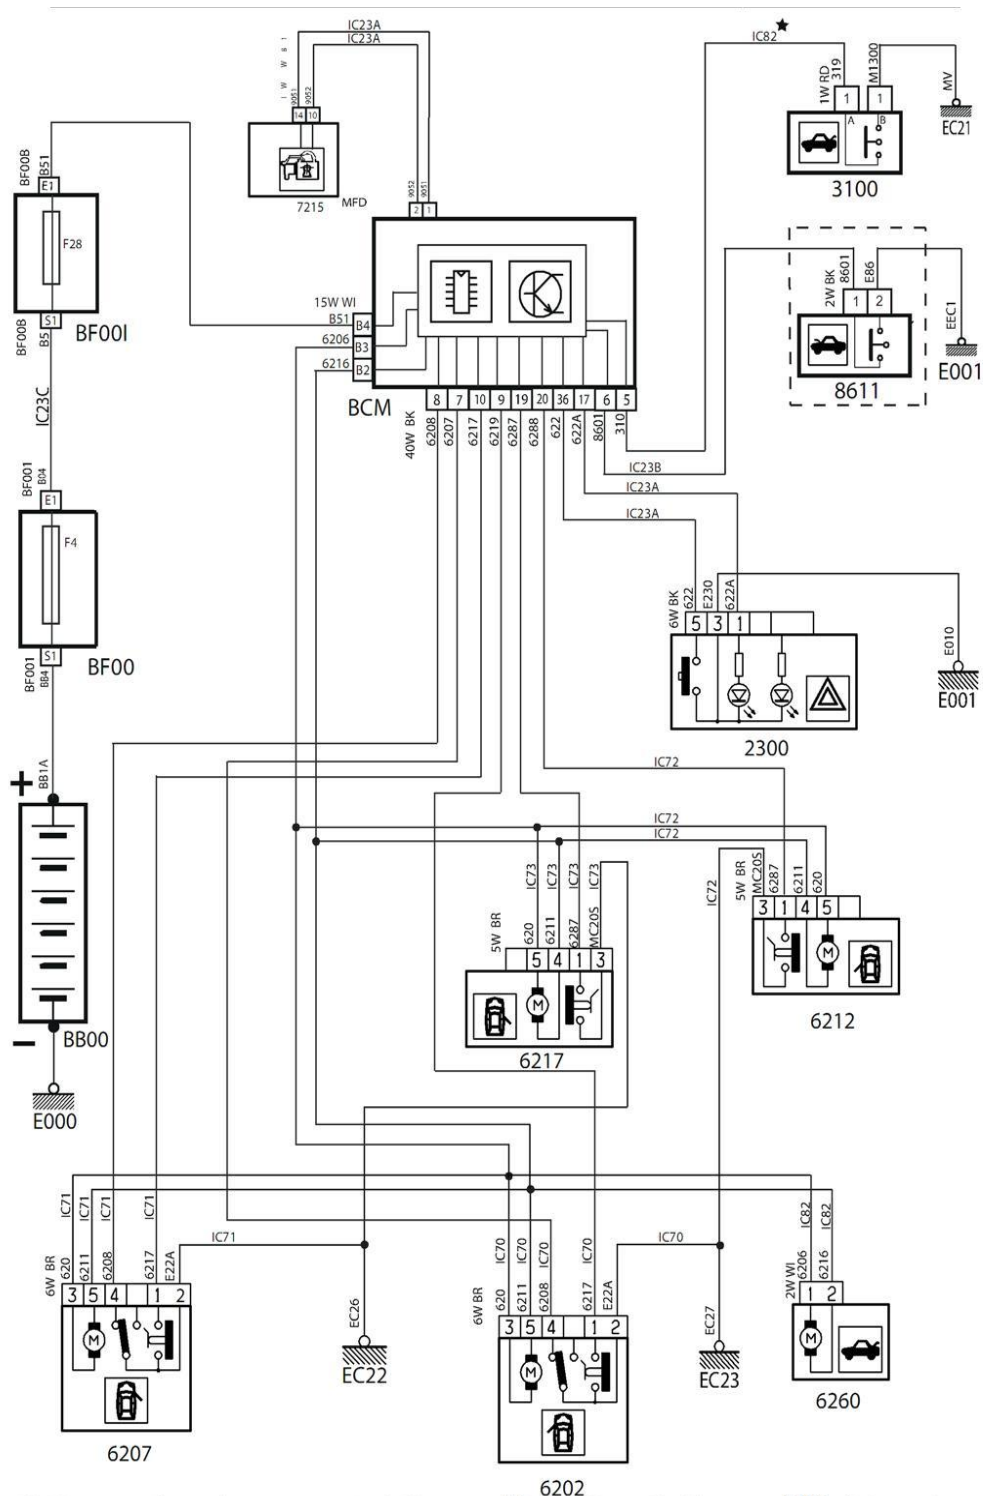 IC23A
IC23A
1 W W B 1
9051
9052
14 10
7215
MFD
IC82 ★
1W RD
319
M1300
1 1
A B
MV
EC21
3100
BF00B
B51
E1
F28
BF00B
S1
B5
BF00I
IC23C
9052
9051
2 1
15W WI
B51 B4
6206 B3
6216 B2
BCM
8 7 10 9 19 20 36 17 6 5
40W BK
6208
6207
6217
6219
6287
6288
622
622A
8601
310
2W BK
8601
E86
1 2
EEC1
E001
8611
IC23B
IC23A
IC23A
BF001
B04
E1
F4
S1
BF001
BB4
BF00
6W BK
622
E230
622A
5 3 1
2300
E010
E001
BB1A
+
−
BB00
E000
IC72
IC72
IC72
IC72
5W BR
MC20S
6287
6211
620
3 1 4 5
M
6212
IC73
IC73
IC73
IC73
5W BR
620
6211
6287
MC20S
5 4 1 3
M
6217
IC71
IC71
IC71
IC71
IC71
6W BR
620
6211
6208
6217
E22A
3 5 4 1 2
M
6207
EC26
EC22
IC70
IC70
IC70
IC70
IC70
6W BR
620
6211
6208
6217
E22A
3 5 4 1 2
M
6202
EC27
EC23
IC82
IC82
2W WI
6206
6216
1 2
M
6260